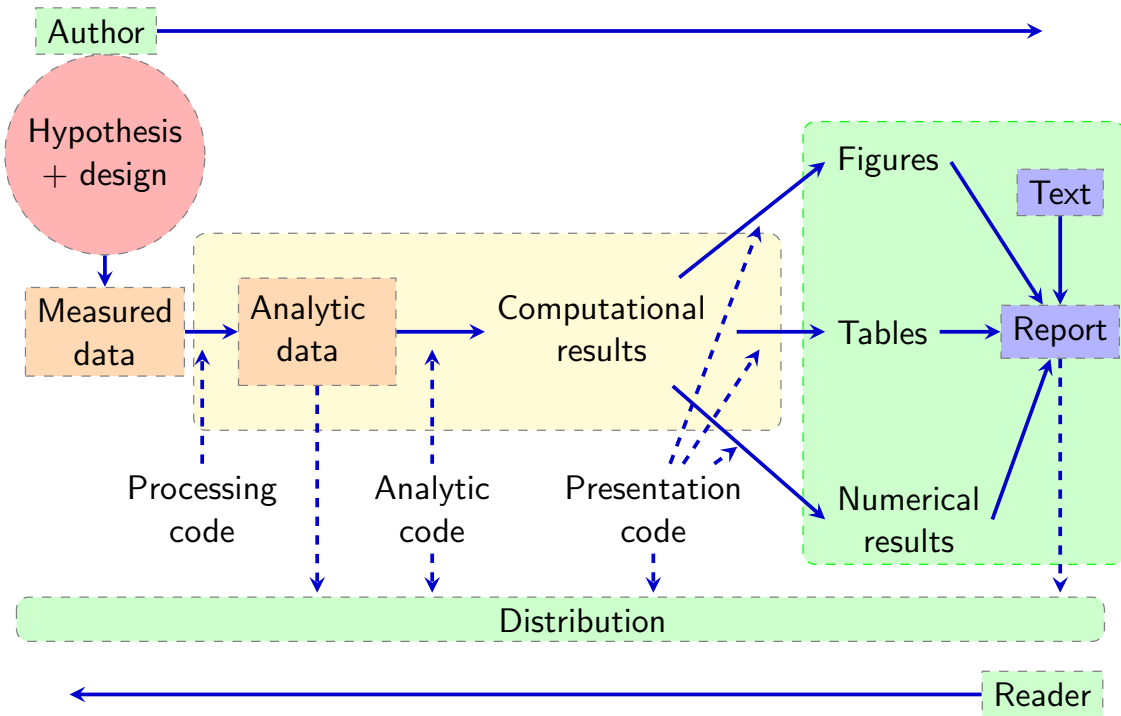 Author
Hypothesis
+ design
Figures
Text
Measured
data
Analytic
data
Computational
results
Tables
Report
Processing
code
Analytic
code
Presentation
code
Numerical
results
Distribution
Reader